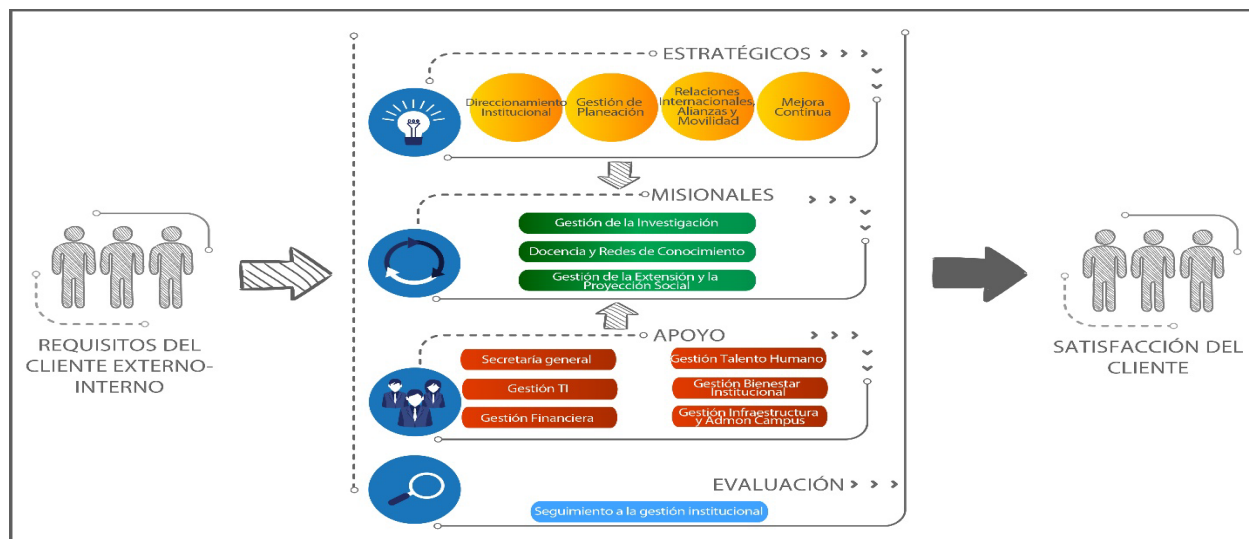 ESTRATÉGICOS
Direccionamiento
Institucional
Gestión de
Planeación
Relaciones
Internacionales,
Alianzas y
Movilidad
Mejora
Continua
MISIONALES
Gestión de la Investigación
Docencia y Redes de Conocimiento
Gestión de la Extensión y la
Proyección Social
REQUISITOS DEL
CLIENTE EXTERNO-
INTERNO
SATISFACCIÓN DEL
CLIENTE
APOYO
Secretaría general
Gestión TI
Gestión Financiera
Gestión Talento Humano
Gestión Bienestar
Institucional
Gestión Infraestructura
y Admon Campus
EVALUACIÓN
Seguimiento a la gestión institucional